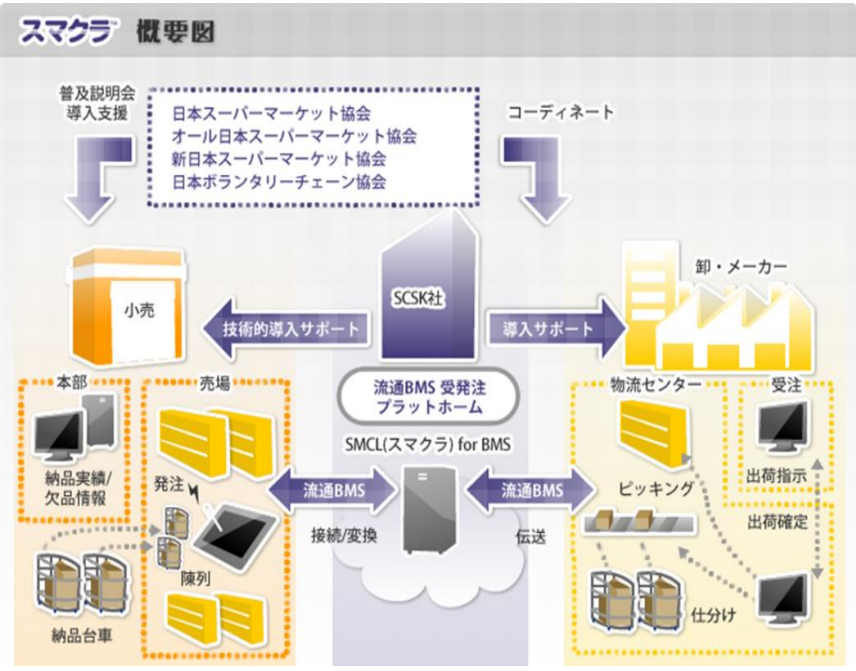 スマクラ 概要図
普及説明会
導入支援
日本スーパーマーケット協会
オール日本スーパーマーケット協会
新日本スーパーマーケット協会
日本ボランタリーチェーン協会
コーディネート
小売
技術的導入サポート
SCSK社
導入サポート
卸・メーカー
流通BMS 受発注
プラットホーム
SMCL(スマクラ) for BMS
本部
納品実績/
欠品情報
売場
発注
陳列
納品台車
流通BMS
接続/変換
流通BMS
伝送
物流センター
ピッキング
仕分け
受注
出荷指示
出荷確定